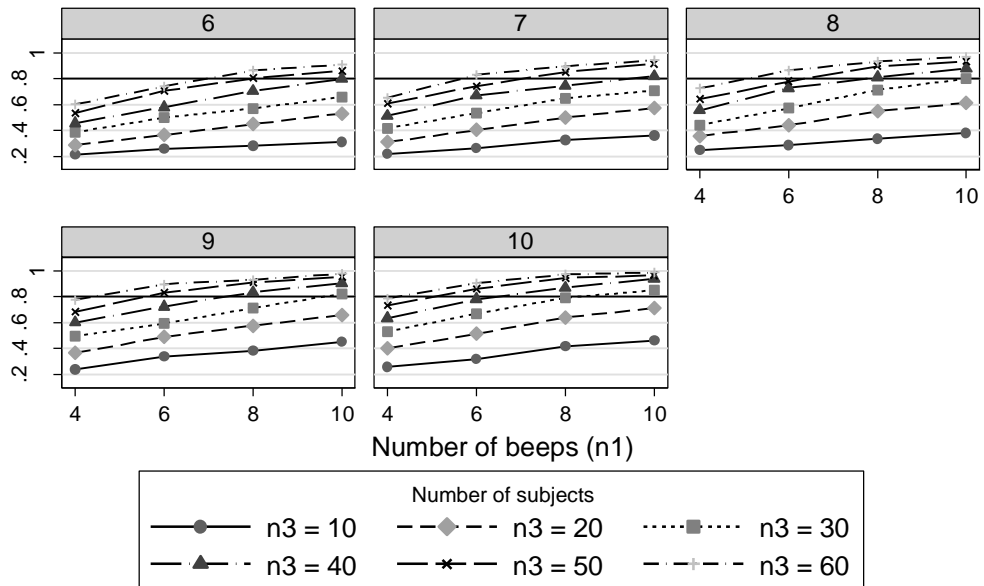 6 7 8
1
.8
.6
.4
.2
4 6 8 10
9 10
1
.8
.6
.4
.2
4 6 8 10 4 6 8 10
Number of beeps (n1)
Number of subjects
n3 = 10 n3 = 20 n3 = 30
n3 = 40 n3 = 50 n3 = 60